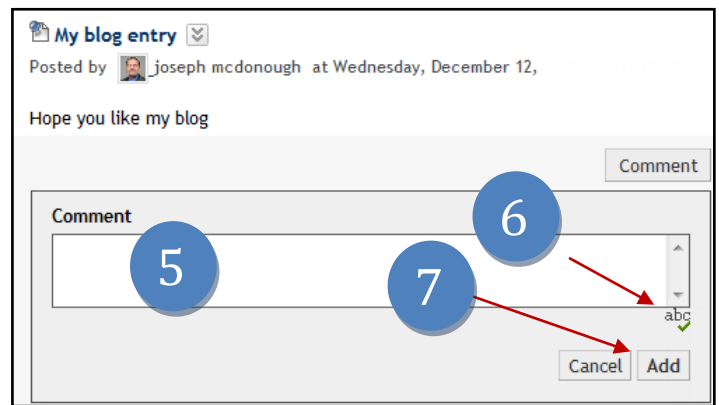 My blog entry
Posted by _joseph mcdonough at Wednesday, December 12,
Hope you like my blog
Comment
Comment
6
5
7
abc
Cancel Add